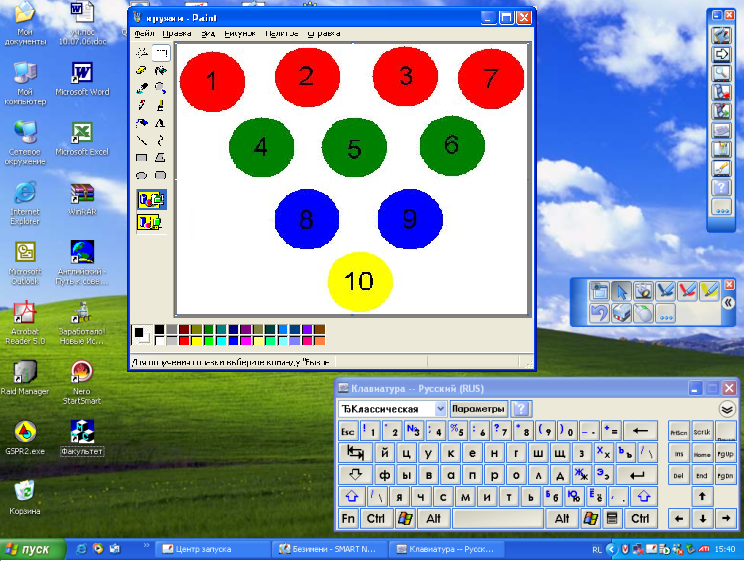 Мои документы
10.07.06.doc
Мой компьютер
Microsoft Word
Сетевое окружение
Microsoft Excel
Internet Explorer
WinRAR
Microsoft Outlook
Английский - Путь к сове...
Acrobat Reader 5.0
Заработало! Новые Ис...
Raid Manager
Nero StartSmart
GSPR2.exe
Факультет
Корзина
кружки - Paint
Файл Правка Вид Рисунок Палитра Справка
1 2 3 7
4 5 6
8 9
10
Для получения справки выберите команду "Вызов
Клавиатура -- Русский (RUS)
ЂКлассическая Параметры ?
Esc ! 1 " 2 № 3 ; 4 % 5 : 6 ? 7 * 8 ( 9 ) 0 _ - + = PrtScn ScrLk Pause
й ц у к е н г ш щ з Х х Ъ ъ / \ Ins Home PgUp
ф ы в а п р о л д Ж ж Э э Del End PgDn
/ \ я ч с м и т ь Б б Ю ю Ё ё , .
Fn Ctrl Alt Alt Ctrl
пуск
Центр запуска
Безимени - SMART N...
Клавиатура -- Русск...
RL
15:40